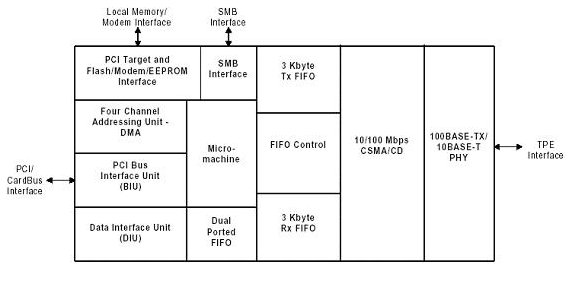 Local Memory/
Modem Interface
SMB
Interface
PCI Target and
Flash/Modem/EEPROM
Interface
SMB
Interface
3 Kbyte
Tx FIFO
Four Channel
Addressing Unit -
DMA
Micro-
machine
FIFO Control
10/100 Mbps
CSMA/CD
100BASE-TX/
10BASE-T
PHY
PCI/
CardBus
Interface
PCI Bus
Interface Unit
(BIU)
TPE
Interface
Data Interface Unit
(DIU)
Dual
Ported
FIFO
3 Kbyte
Rx FIFO